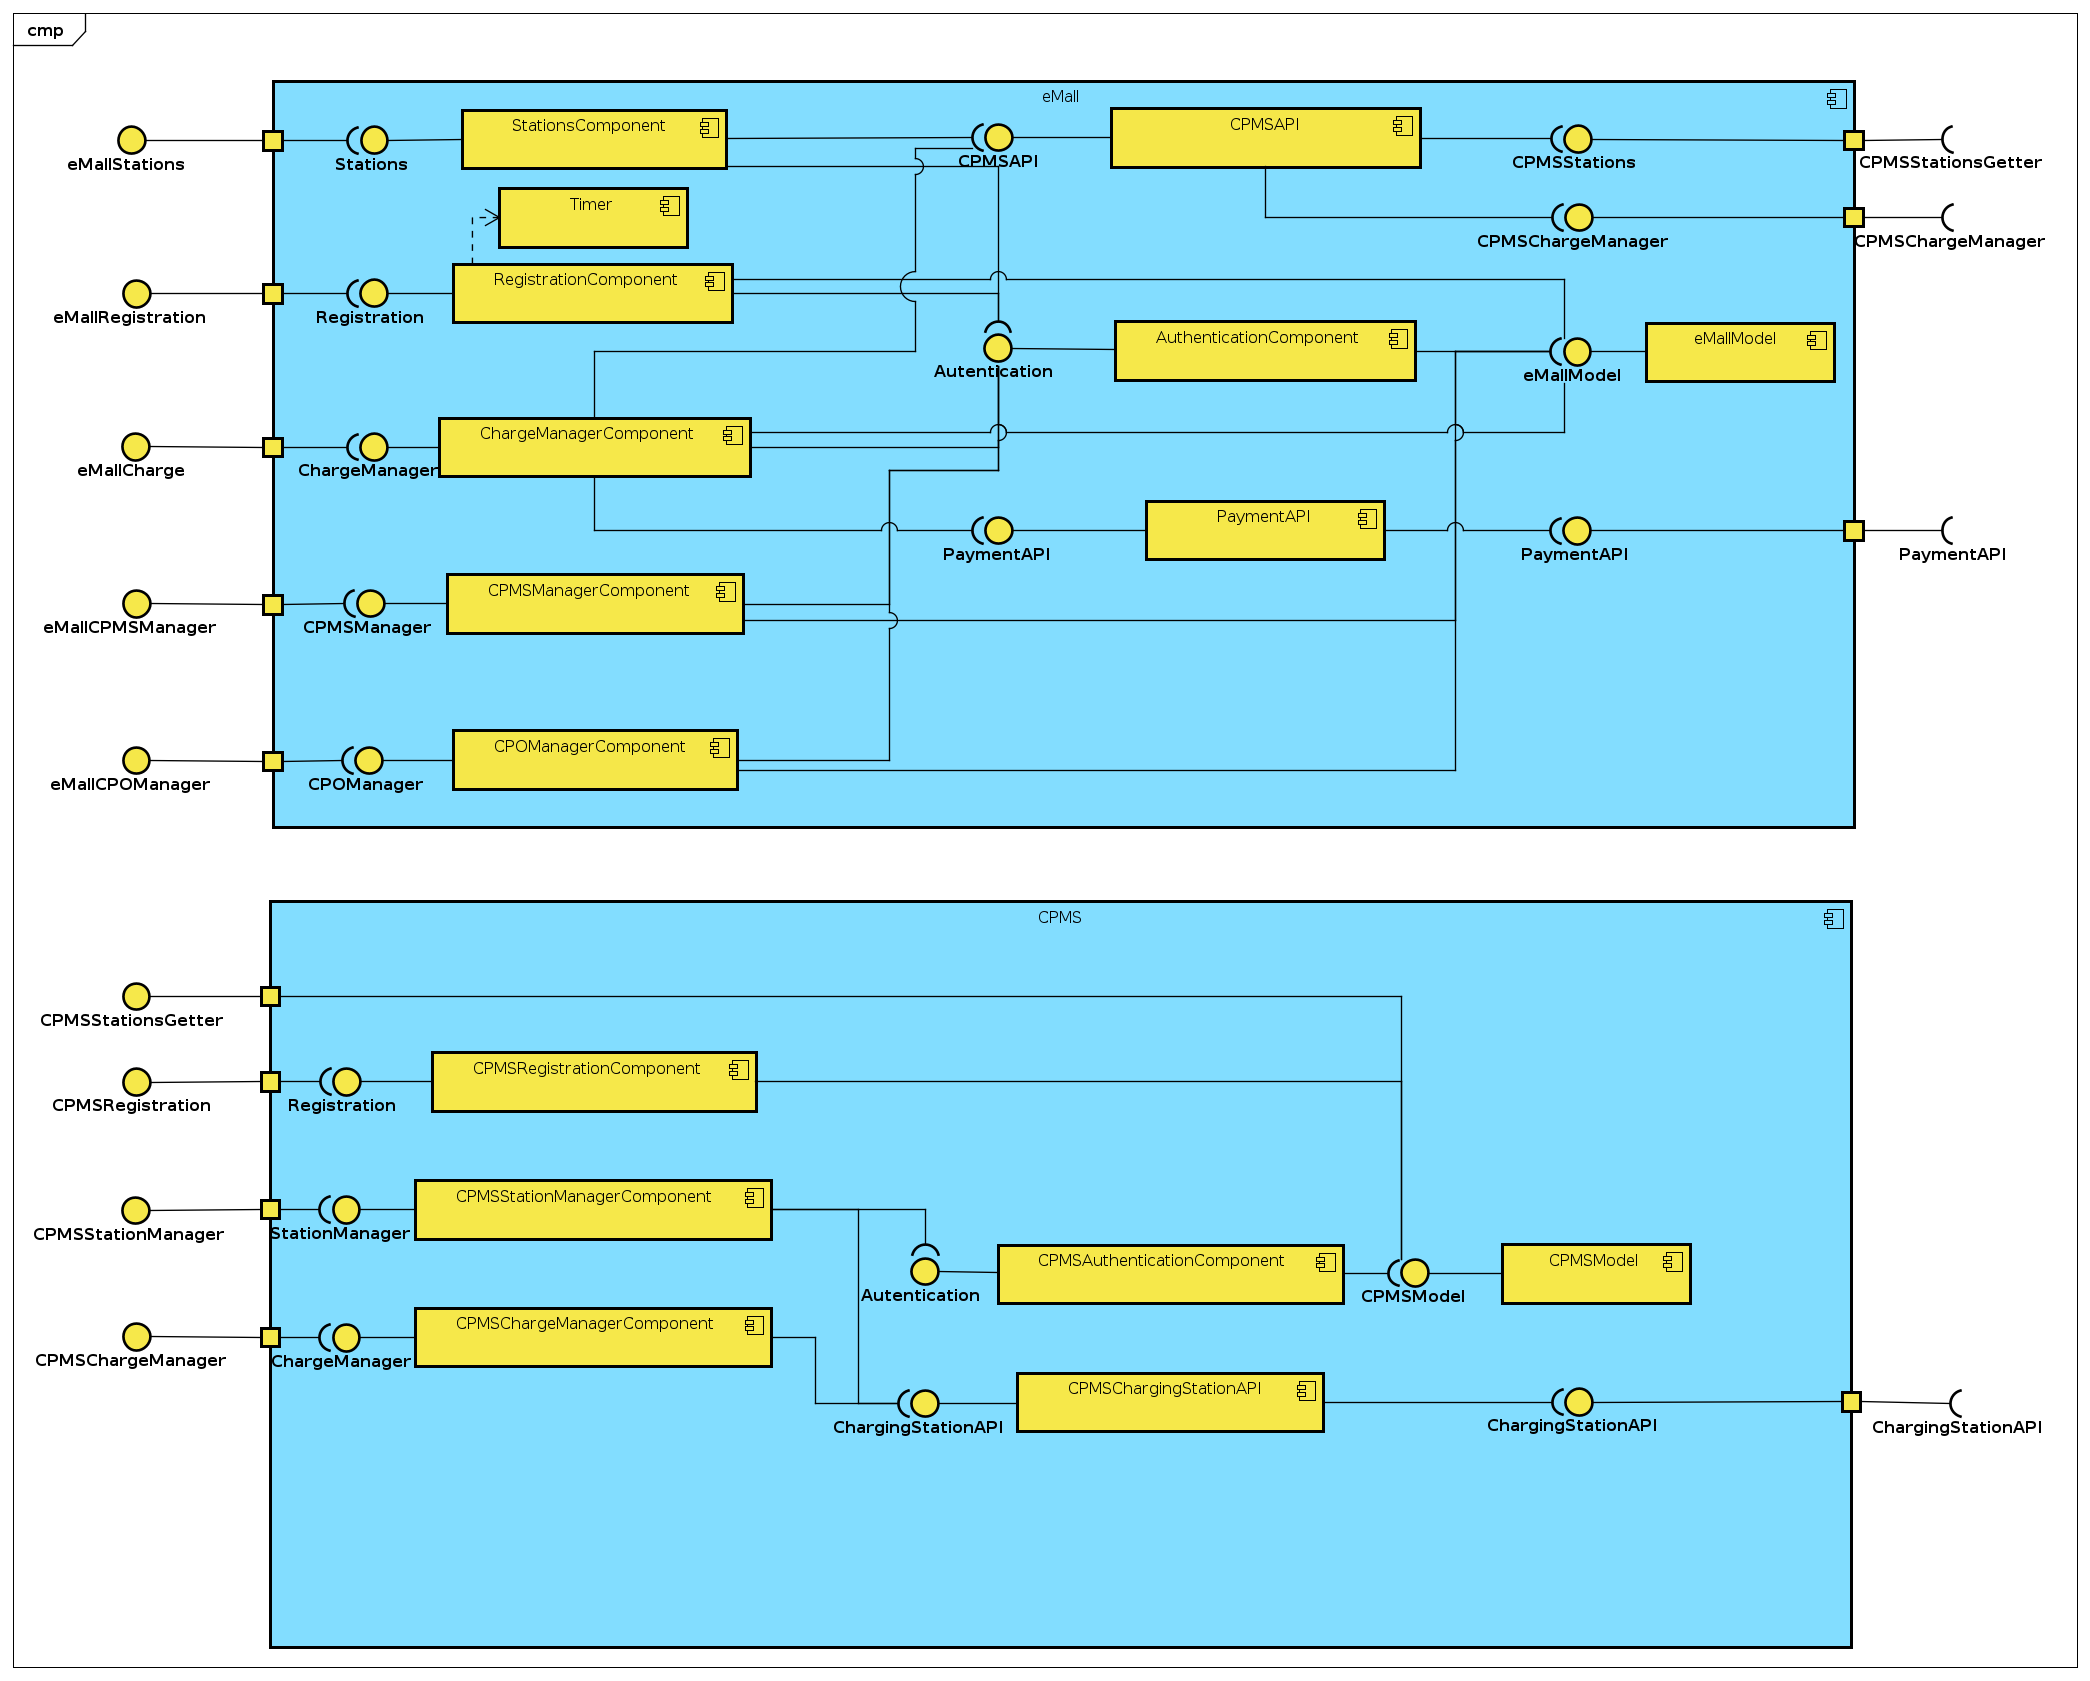 cmp
eMall
StationsComponent
CPMSAPI
eMallStations
Stations
CPMSAPI
CPMSStations
CPMSStationsGetter
Timer
CPMSChargeManager
CPMSChargeManager
RegistrationComponent
eMallRegistration
Registration
AuthenticationComponent
eMallModel
Autentication
eMallModel
ChargeManagerComponent
eMallCharge
ChargeManager
PaymentAPI
PaymentAPI
PaymentAPI
PaymentAPI
CPMSManagerComponent
eMallCPMSManager
CPMSManager
CPOManagerComponent
eMallCPOManager
CPOManager
CPMS
CPMSStationsGetter
CPMSRegistrationComponent
CPMSRegistration
Registration
CPMSStationManagerComponent
CPMSStationManager
StationManager
CPMSAuthenticationComponent
CPMSModel
Autentication
CPMSModel
CPMSChargeManagerComponent
CPMSChargeManager
ChargeManager
CPMSChargingStationAPI
ChargingStationAPI
ChargingStationAPI
ChargingStationAPI